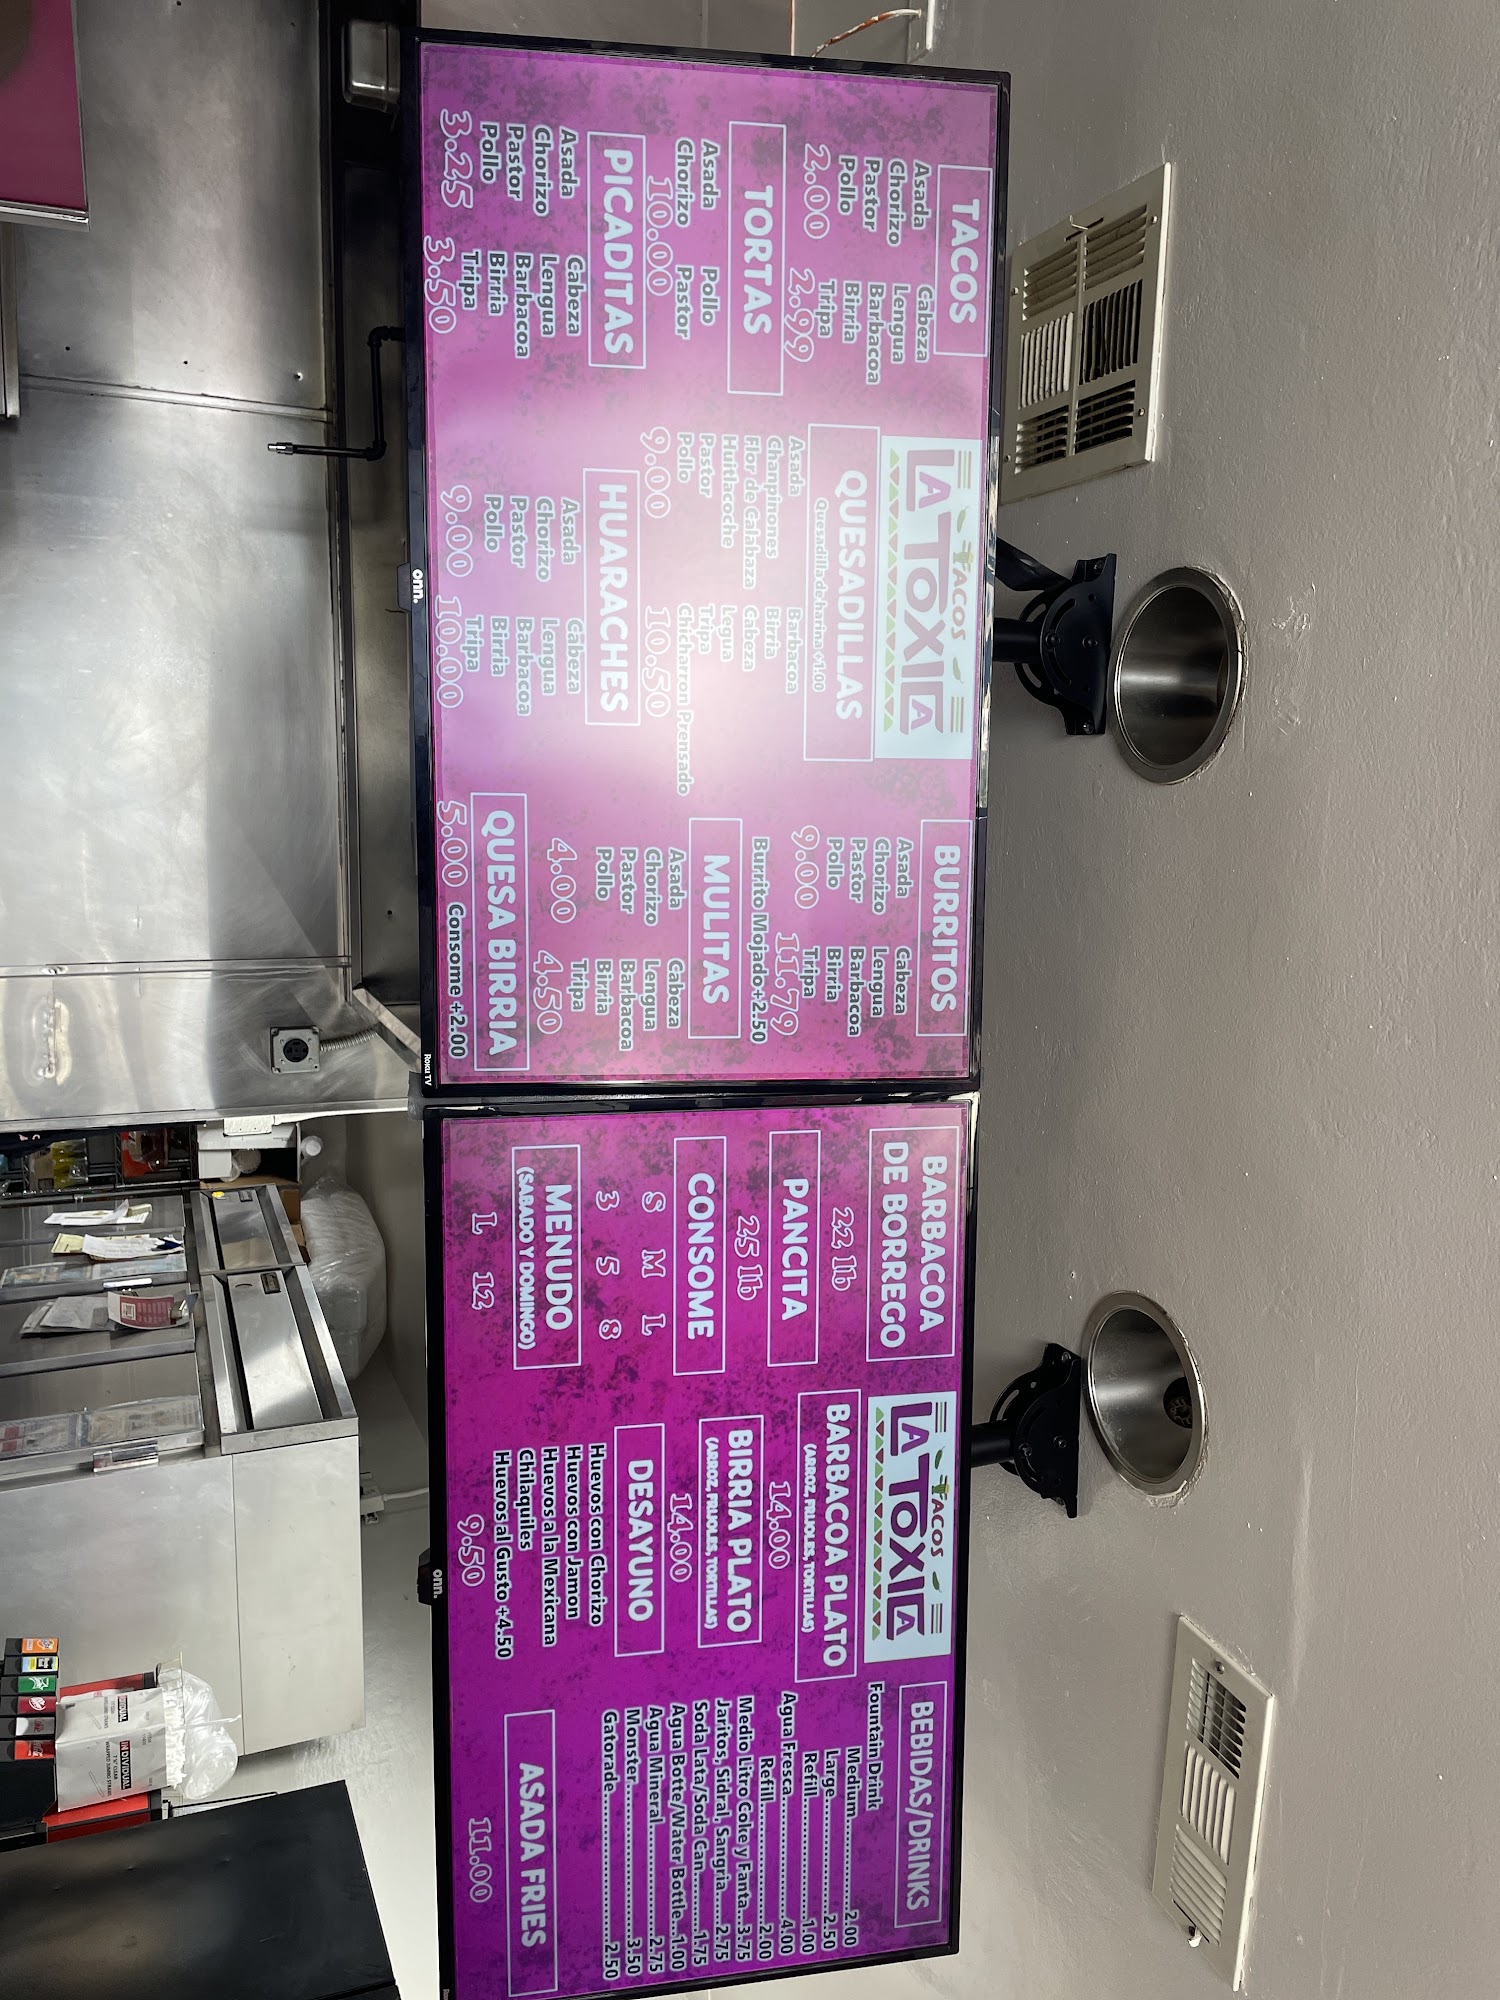 TACOS
Asada
Chorizo
Pastor
Pollo
2.00
Cabeza
Lengua
Barbacoa
Birria
Tripa
2.99
TORTAS
Asada
Chorizo
Pollo
Pastor
10.00
PICADITAS
Asada
Chorizo
Pastor
Pollo
3.25
Cabeza
Lengua
Barbacoa
Birria
Tripa
3.50
TACOS
LA TOXICA
QUESADILLAS
Quesadilla de harina +1.00
Asada
Chanpinones
Flor de Calabaza
Huitlacoche
Pastor
Pollo
9.00
Barbacoa
Birria
Cabeza
Legua
Tripa
Chicharron Prensado
10.50
HUARACHES
Asada
Chorizo
Pastor
Pollo
9.00
Cabeza
Lengua
Barbacoa
Birria
Tripa
10.00
BURRITOS
Asada
Chorizo
Pastor
Pollo
9.00
Cabeza
Lengua
Barbacoa
Birria
Tripa
11.79
Burrito Mojado+2.50
MULITAS
Asada
Chorizo
Pastor
Pollo
4.00
Cabeza
Lengua
Barbacoa
Birria
Tripa
4.50
QUESA BIRRIA
5.00 Consome +2.00
onn.
Roku TV
BARBACOA
DE BORREGO
22 lb
PANCITA
25 lb
CONSOME
S M L
3 5 8
MENUDO
(SABADO Y DOMINGO)
L 12
TACOS
LA TOXICA
BARBACOA PLATO
(ARROZ, FRIJOLES, TORTILLAS)
14.00
BIRRIA PLATO
(ARROZ, FRIJOLES, TORTILLAS)
14.00
DESAYUNO
Huevos con Chorizo
Huevos con Jamon
Huevos a la Mexicana
Chilaquiles
Huevos al Gusto +4.50
9.50
BEBIDAS/DRINKS
Fountain Drink
Medium..................2.00
Large..................2.50
Refill..................1.00
Agua Fresca..................4.00
Refill..................2.00
Medio Litro Coke y Fanta...3.75
Jaritos, Sidral, Sangria......2.75
Soda Lata/Soda Can.........1.75
Agua Botte/Water Bottle...1.00
Agua Mineral..................2.75
Monster..................3.50
Gatorade..................2.50
ASADA FRIES
11.00
onn.
INDIVIDUAL